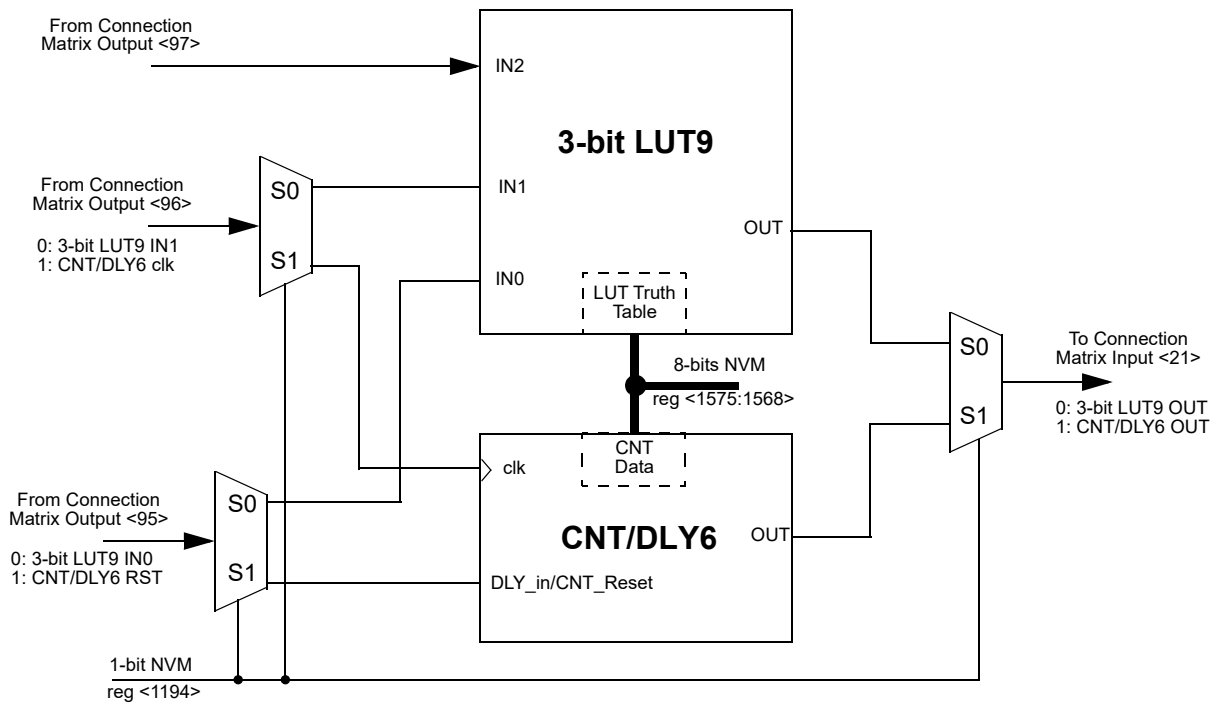 From Connection
Matrix Output <97>
IN2
3-bit LUT9
From Connection
Matrix Output <96>
S0
S1
0: 3-bit LUT9 IN1
1: CNT/DLY6 clk
IN1
IN0
OUT
LUT Truth
Table
8-bits NVM
reg <1575:1568>
S0
S1
To Connection
Matrix Input <21>
0: 3-bit LUT9 OUT
1: CNT/DLY6 OUT
CNT
Data
clk
CNT/DLY6
OUT
DLY_in/CNT_Reset
From Connection
Matrix Output <95>
S0
S1
0: 3-bit LUT9 IN0
1: CNT/DLY6 RST
1-bit NVM
reg <1194>